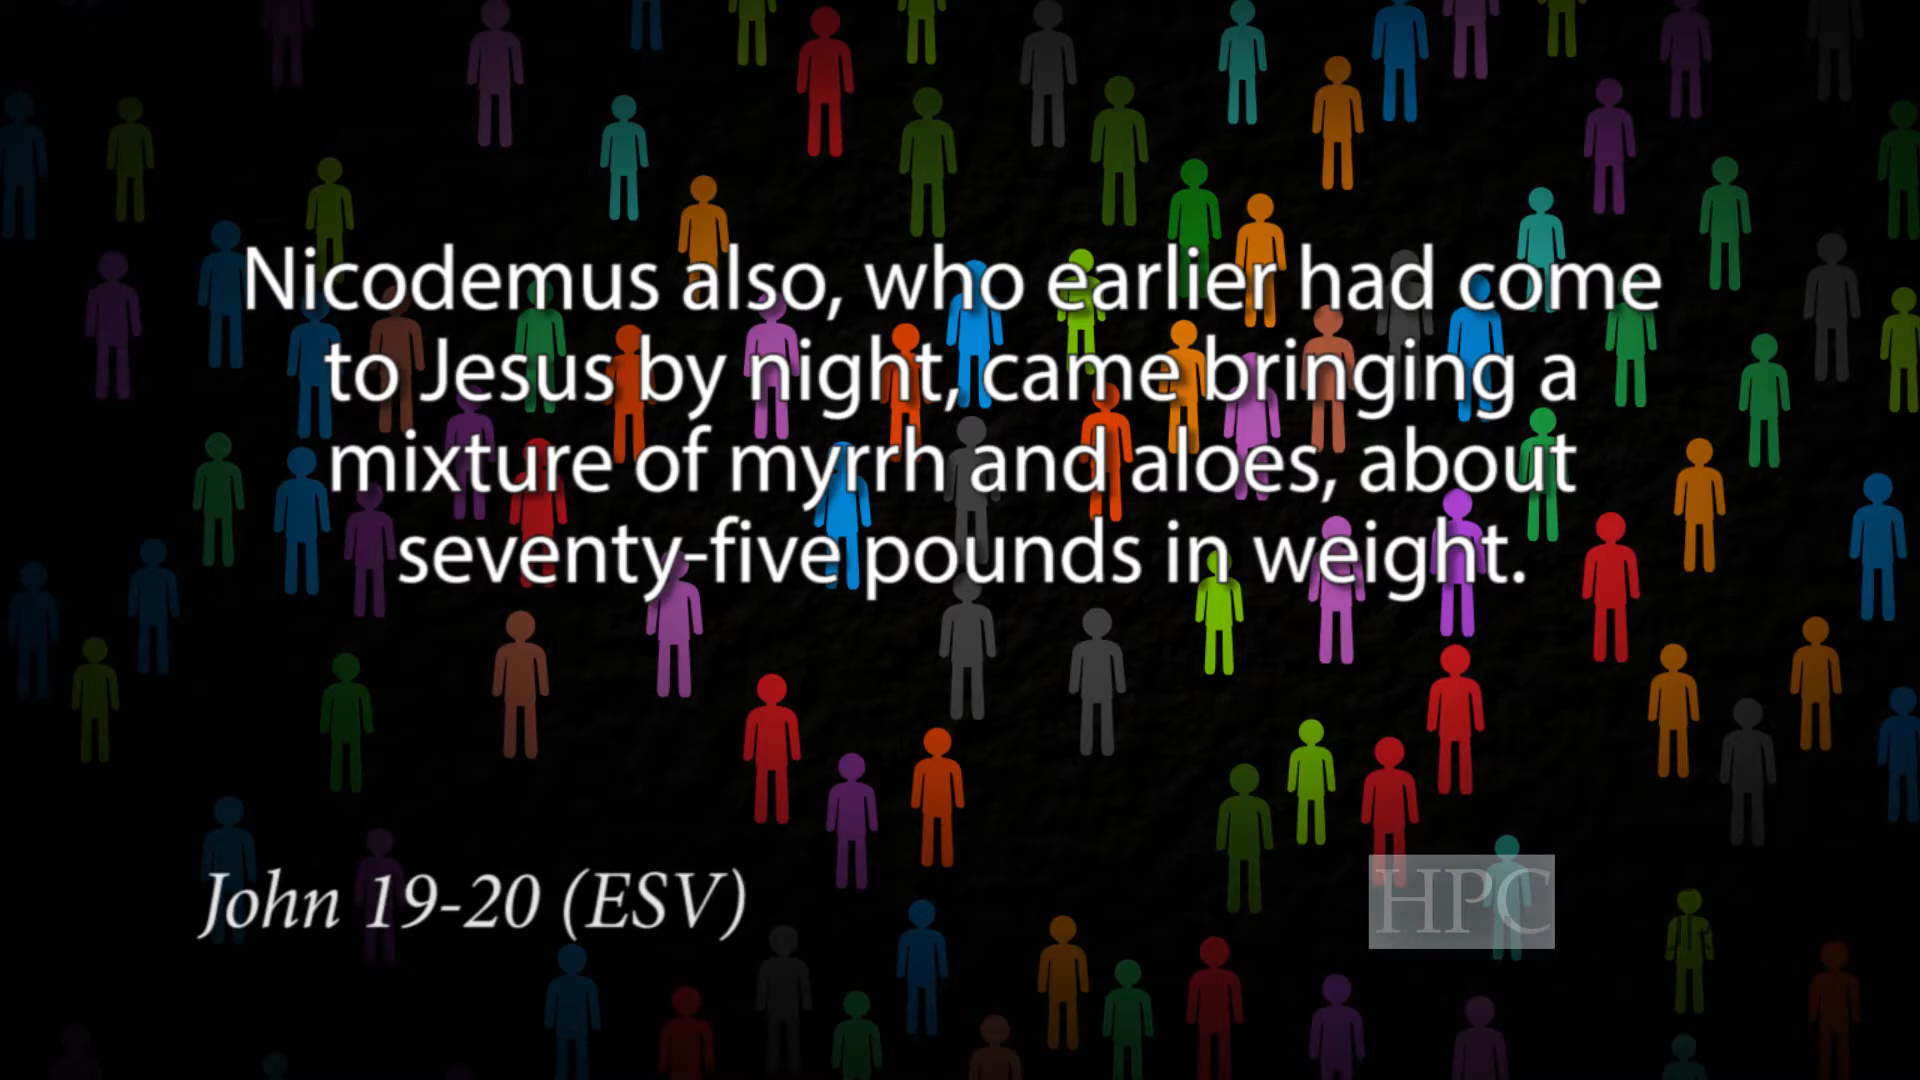 Nicodemus also, who earlier had come
to Jesus by night, came bringing a
mixture of myrrh and aloes, about
seventy-five pounds in weight.
John 19-20 (ESV)
HPC